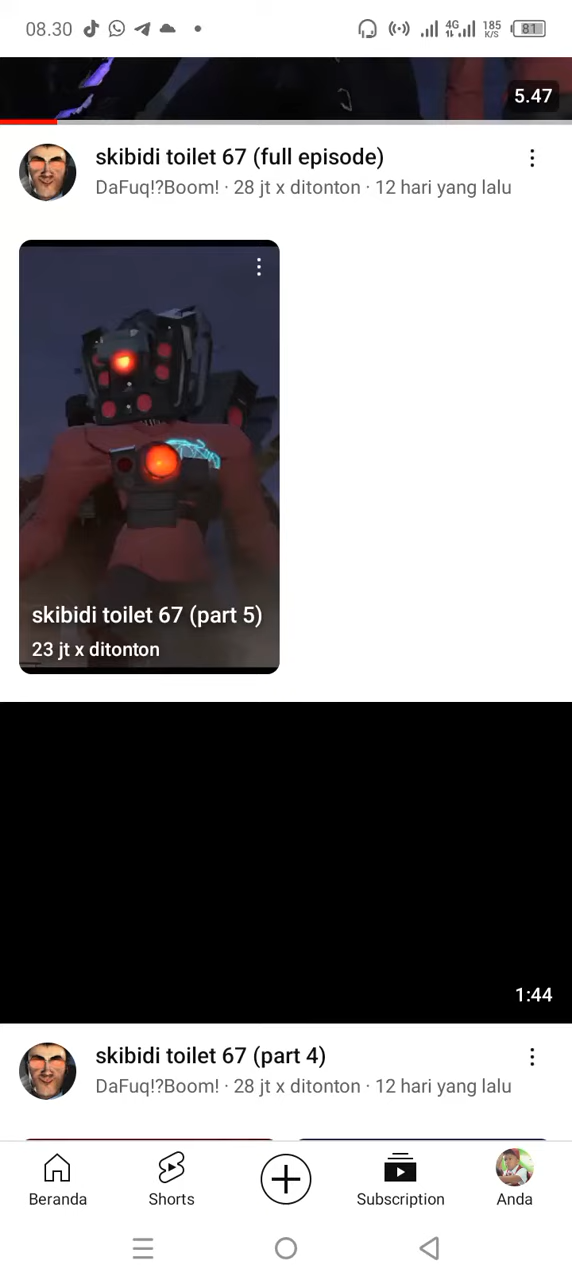 08.30
4G
185
K/S
81
5.47
skibidi toilet 67 (full episode)
DaFuq!?Boom! · 28 jt x ditonton · 12 hari yang lalu
skibidi toilet 67 (part 5)
23 jt x ditonton
1:44
skibidi toilet 67 (part 4)
DaFuq!?Boom! · 28 jt x ditonton · 12 hari yang lalu
Beranda
Shorts
Subscription
Anda